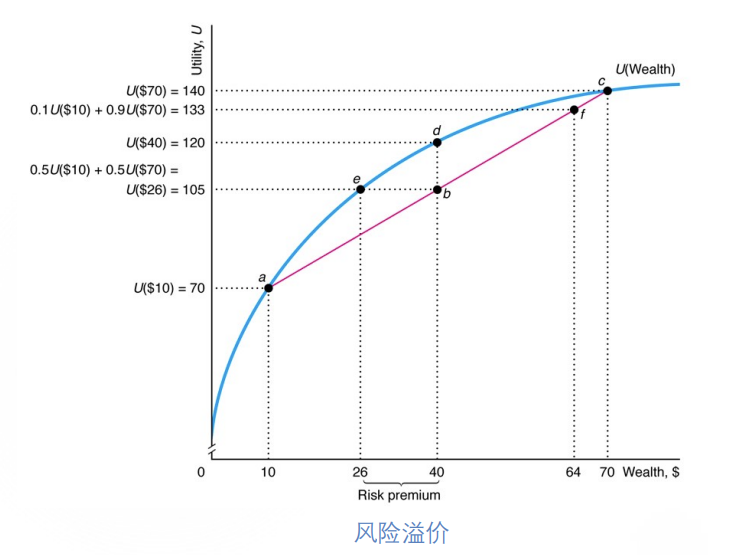 Utility, U
U(Wealth)
c
U($70) = 140
0.1U($10) + 0.9U($70) = 133
f
d
U($40) = 120
0.5U($10) + 0.5U($70) =
e
U($26) = 105
b
a
U($10) = 70
0 10 26 40 64 70 Wealth, $
Risk premium
风险溢价